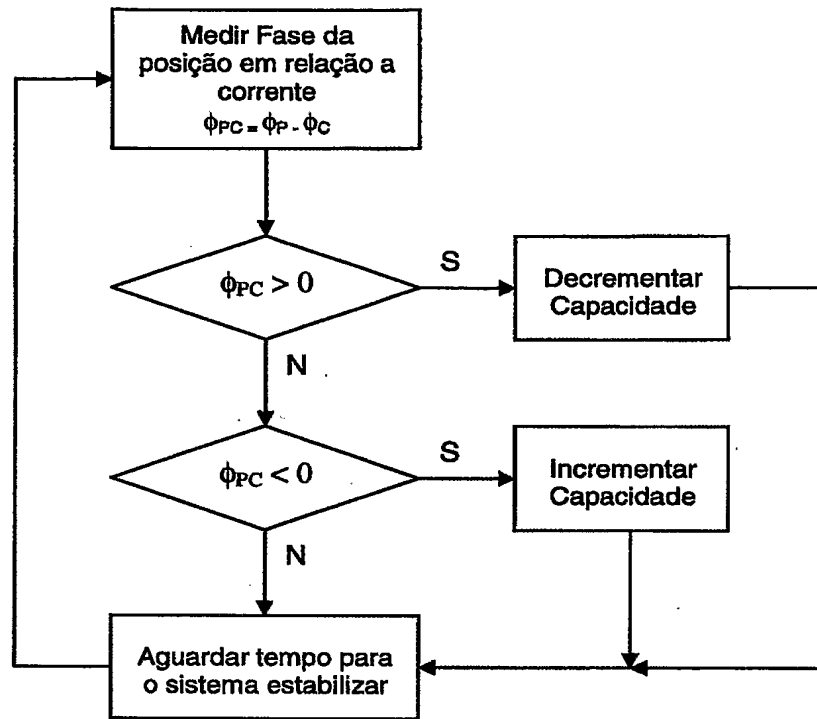 Medir Fase da
posição em relação a
corrente
ϕPC = ϕP - ϕC
ϕPC > 0
S
Decrementar
Capacidade
N
ϕPC < 0
S
Incrementar
Capacidade
N
Aguardar tempo para
o sistema estabilizar